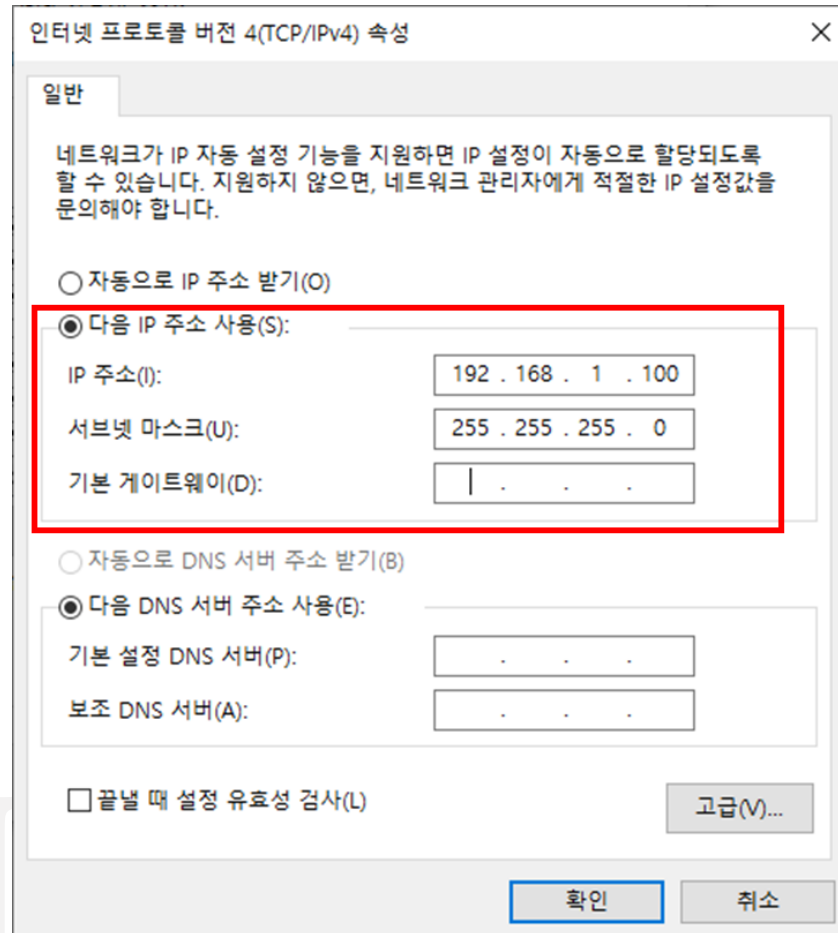 인터넷 프로토콜 버전 4(TCP/IPv4) 속성
일반
네트워크가 IP 자동 설정 기능을 지원하면 IP 설정이 자동으로 할당되도록
할 수 있습니다. 지원하지 않으면, 네트워크 관리자에게 적절한 IP 설정값을
문의해야 합니다.
자동으로 IP 주소 받기(O)
다음 IP 주소 사용(S):
IP 주소(I): 192 . 168 . 1 . 100
서브넷 마스크(U): 255 . 255 . 255 . 0
기본 게이트웨이(D): . . .
자동으로 DNS 서버 주소 받기(B)
다음 DNS 서버 주소 사용(E):
기본 설정 DNS 서버(P): . . .
보조 DNS 서버(A): . . .
끝낼 때 설정 유효성 검사(L)
고급(V)...
확인 취소